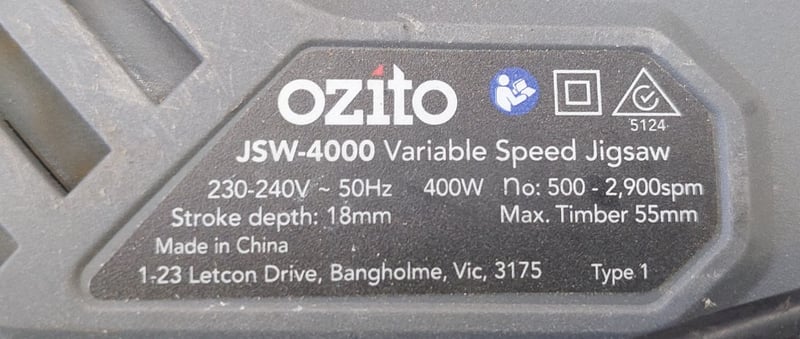 ozito
5124
JSW-4000 Variable Speed Jigsaw
230-240V ~ 50Hz 400W no: 500 - 2,900spm
Stroke depth: 18mm Max. Timber 55mm
Made in China
1-23 Letcon Drive, Bangholme, Vic, 3175 Type 1